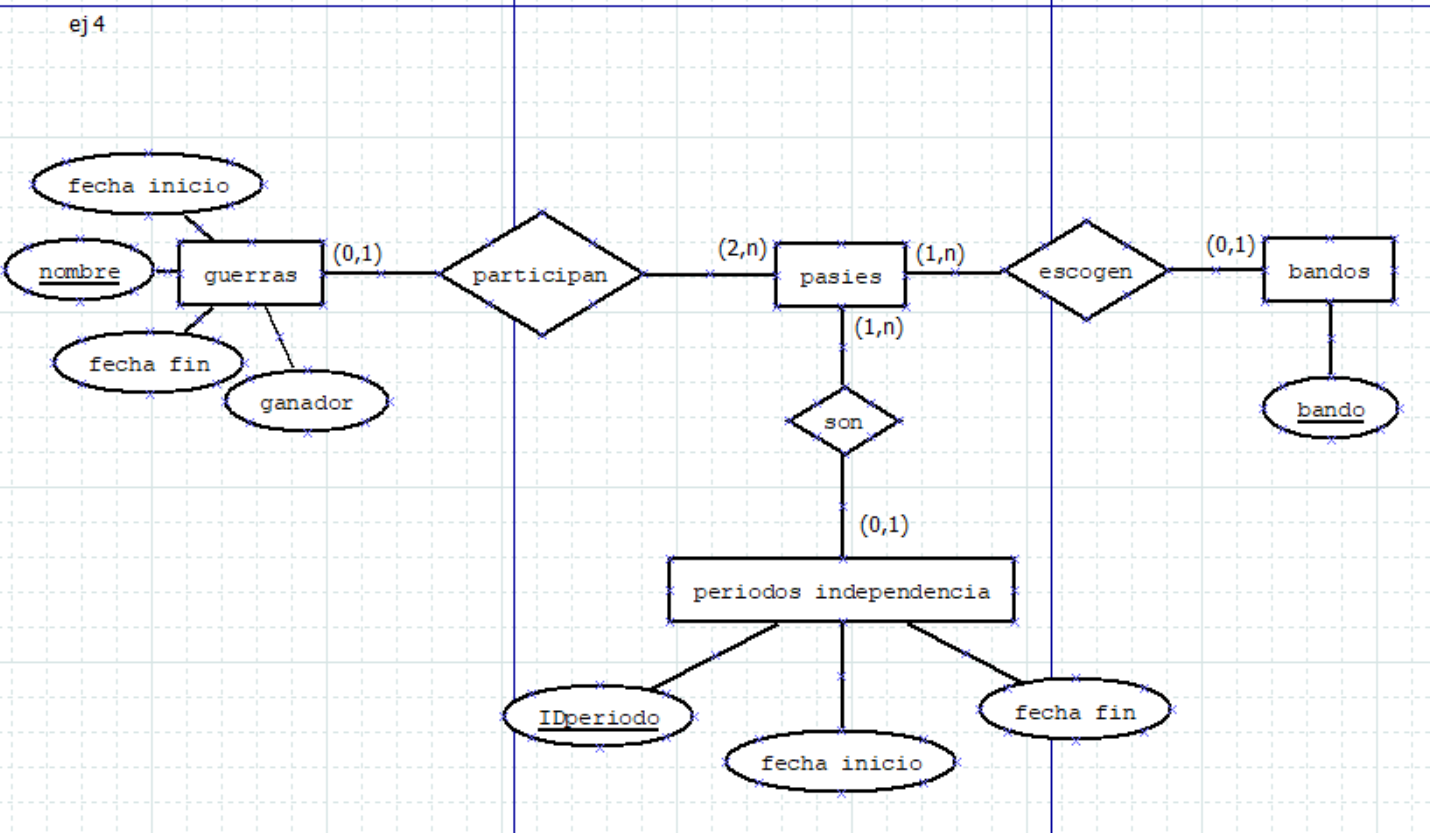 ej 4
fecha inicio
nombre
guerras
(0,1)
participan
(2,n)
pasies
(1,n)
escogen
(0,1)
bandos
fecha fin
ganador
(1,n)
bando
son
(0,1)
periodos independencia
IDperiodo
fecha inicio
fecha fin